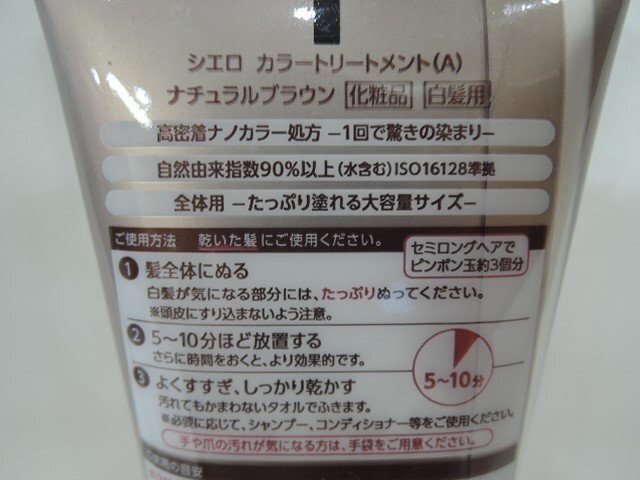 シエロ カラートリートメント(A)
ナチュラルブラウン 化粧品 白髪用
高密着ナノカラー処方 −1回で驚きの染まり−
自然由来指数90%以上(水含む)ISO16128準拠
全体用 −たっぷり塗れる大容量サイズ−
ご使用方法 乾いた髪にご使用ください。
セミロングヘアで
ピンポン玉約3個分
1 髪全体にぬる
白髪が気になる部分には、たっぷりぬってください。
※頭皮にすり込まないよう注意。
2 5〜10分ほど放置する
さらに時間をおくと、より効果的です。
5〜10分
3 よくすすぎ、しっかり乾かす
汚れてもかまわないタオルでふきます。
※必要に応じて、シャンプー、コンディショナー等をご使用ください。
手や爪の汚れが気になる方は、手袋をご用意ください。
の目安